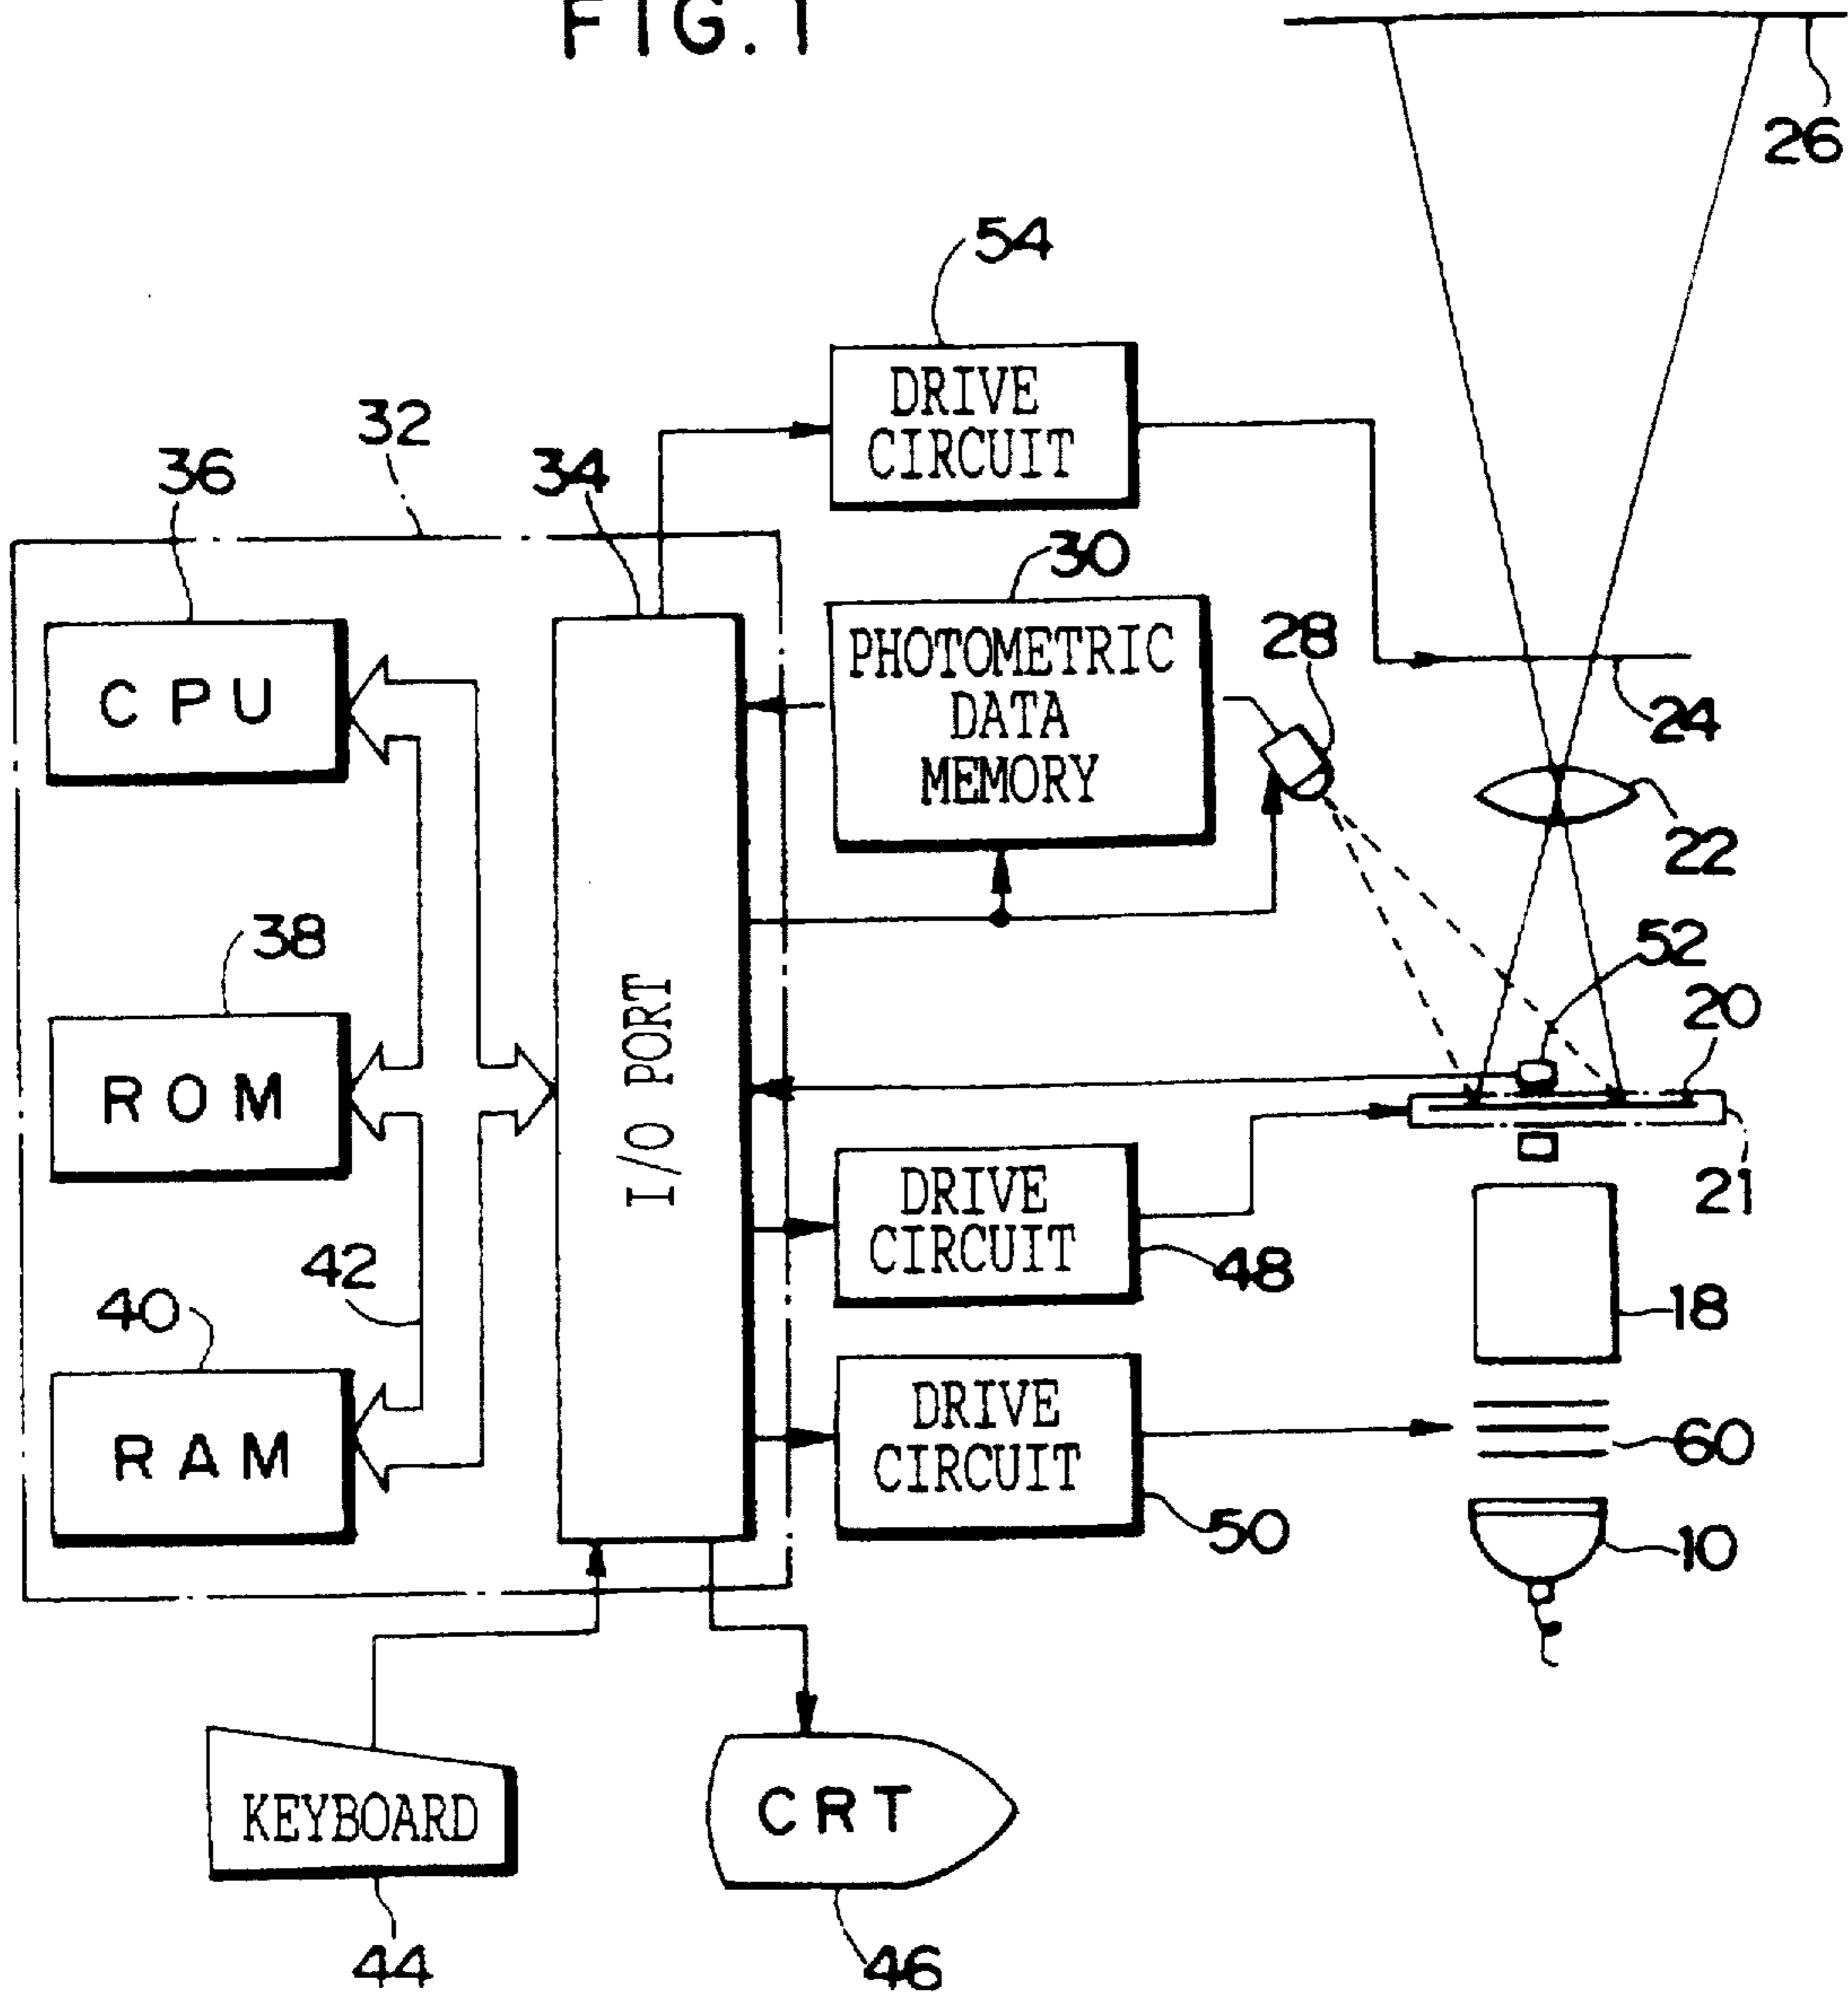 FIG. 1
26
54
DRIVE
CIRCUIT
32
36
34
30
28
PHOTOMETRIC
DATA
MEMORY
CPU
24
22
38
52
20
ROM
I/O PORT
21
DRIVE
CIRCUIT
48
42
40
18
RAM
DRIVE
CIRCUIT
60
50
10
KEYBOARD
CRT
44
46